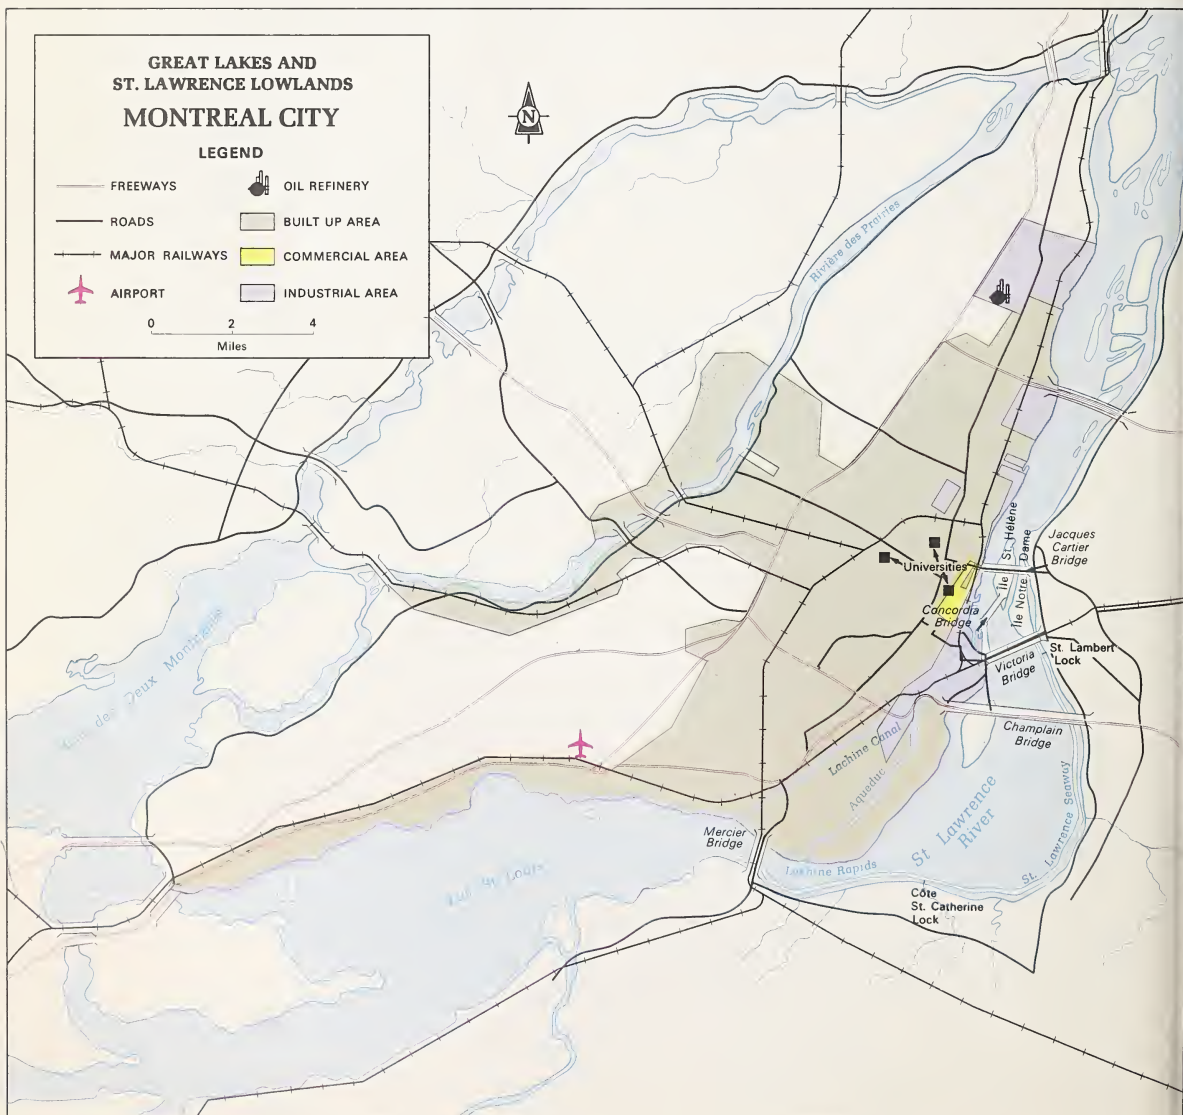 GREAT LAKES AND
ST. LAWRENCE LOWLANDS
MONTREAL CITY
LEGEND
FREEWAYS
OIL REFINERY
ROADS
BUILT UP AREA
MAJOR RAILWAYS
COMMERCIAL AREA
AIRPORT
INDUSTRIAL AREA
0 2 4
Miles
N
Rivière des Prairies
Île St Hélène
Île Notre Dame
Jacques
Cartier
Bridge
Universities
Concordia
Bridge
St. Lambert
Lock
Victoria
Bridge
Champlain
Bridge
Lac des Deux Montagnes
Lachine Canal
Aqueduc
St Lawrence
River
St. Lawrence Seaway
Mercier
Bridge
Lachine Rapids
Lac St Louis
Côte
St. Catherine
Lock